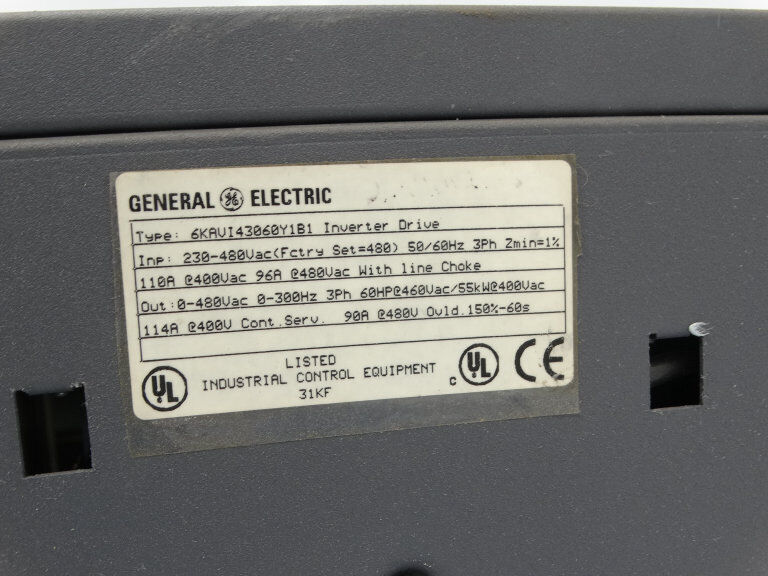 GENERAL GE ELECTRIC
Type: 6KAVI43060Y1B1 Inverter Drive
Inp: 230-480Vac(Fctry Set=480) 50/60Hz 3Ph Zmin=1%
110A @400Vac 96A @480Vac With line Choke
Out:0-480Vac 0-300Hz 3Ph 60HP@460Vac/55kW@400Vac
114A @400V Cont.Serv. 90A @480V Ovld.150%-60s
LISTED
UL INDUSTRIAL CONTROL EQUIPMENT c UL CE
31KF